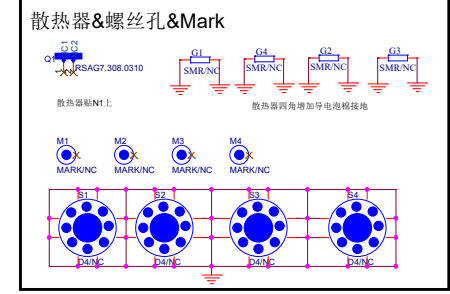 散热器&螺丝孔&Mark
C1 C2
Q1
RSAG7.308.0310
G1 G4 G2 G3
SMR/NC SMR/NC SMR/NC SMR/NC
散热器贴N1上
散热器四角增加导电泡棉接地
M1 M2 M3 M4
MARK/NC MARK/NC MARK/NC MARK/NC
S1 S2 S3 S4
D4/NC D4/NC D4/NC D4/NC